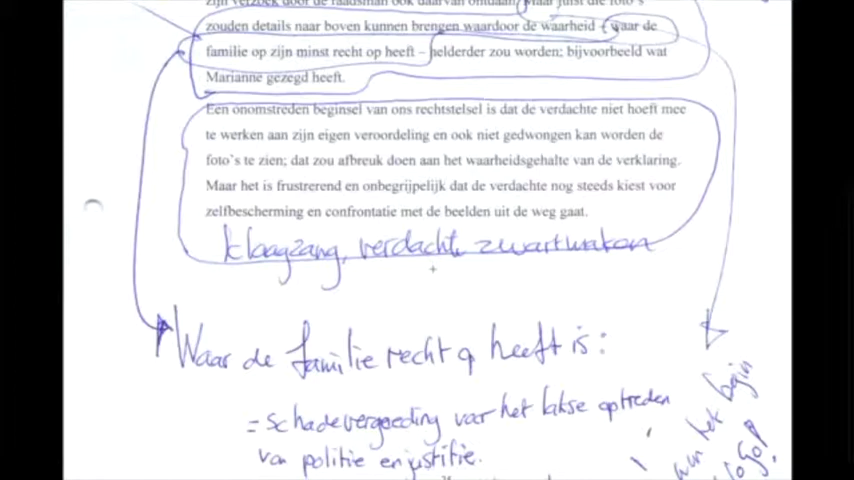 zijn verzoek door de raadsman ook daarvan ontdaan. Maar juist die foto's
zouden details naar boven kunnen brengen waardoor de waarheid – waar de
familie op zijn minst recht op heeft – helderder zou worden; bijvoorbeeld wat
Marianne gezegd heeft.
Een onomstreden beginsel van ons rechtstelsel is dat de verdachte niet hoeft mee
te werken aan zijn eigen veroordeling en ook niet gedwongen kan worden de
foto's te zien; dat zou afbreuk doen aan het waarheidsgehalte van de verklaring.
Maar het is frustrerend en onbegrijpelijk dat de verdachte nog steeds kiest voor
zelfbescherming en confrontatie met de beelden uit de weg gaat.
klaagzang, verdachte zwartmaken
Waar de familie recht op heeft is:
= schadevergoeding voor het lakse optreden
van politie en justitie.
aan het begin